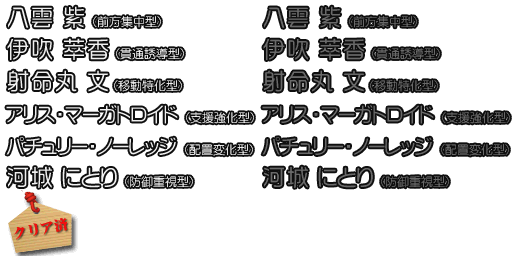 八雲 紫 (前方集中型) 八雲 紫 (前方集中型)
伊吹 萃香 (貫通誘導型) 伊吹 萃香 (貫通誘導型)
射命丸 文 (移動特化型) 射命丸 文 (移動特化型)
アリス・マーガトロイド (支援強化型) アリス・マーガトロイド (支援強化型)
パチュリー・ノーレッジ (配置変化型) パチュリー・ノーレッジ (配置変化型)
河城 にとり (防御重視型) 河城 にとり (防御重視型)
クリア済